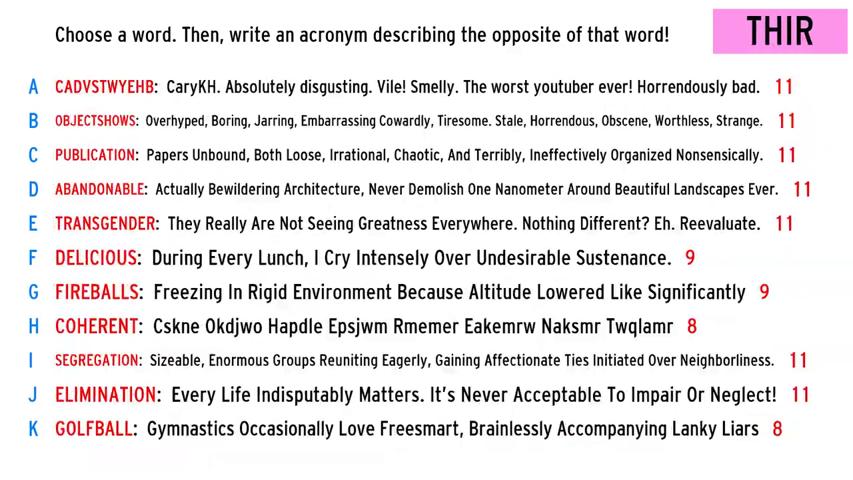 Choose a word. Then, write an acronym describing the opposite of that word! THIR
A CADVSTWYEHB: CaryKH. Absolutely disgusting. Vile! Smelly. The worst youtuber ever! Horrendously bad. 11
B OBJECTSHOWS: Overhyped, Boring, Jarring, Embarrassing Cowardly, Tiresome. Stale, Horrendous, Obscene, Worthless, Strange. 11
C PUBLICATION: Papers Unbound, Both Loose, Irrational, Chaotic, And Terribly, Ineffectively Organized Nonsensically. 11
D ABANDONABLE: Actually Bewildering Architecture, Never Demolish One Nanometer Around Beautiful Landscapes Ever. 11
E TRANSGENDER: They Really Are Not Seeing Greatness Everywhere. Nothing Different? Eh. Reevaluate. 11
F DELICIOUS: During Every Lunch, I Cry Intensely Over Undesirable Sustenance. 9
G FIREBALLS: Freezing In Rigid Environment Because Altitude Lowered Like Significantly 9
H COHERENT: Cskne Okdjwo Hapdle Epsjwm Rmemer Eakemrw Naksmr Twqlamr 8
I SEGREGATION: Sizeable, Enormous Groups Reuniting Eagerly, Gaining Affectionate Ties Initiated Over Neighborliness. 11
J ELIMINATION: Every Life Indisputably Matters. It's Never Acceptable To Impair Or Neglect! 11
K GOLFBALL: Gymnastics Occasionally Love Freesmart, Brainlessly Accompanying Lanky Liars 8